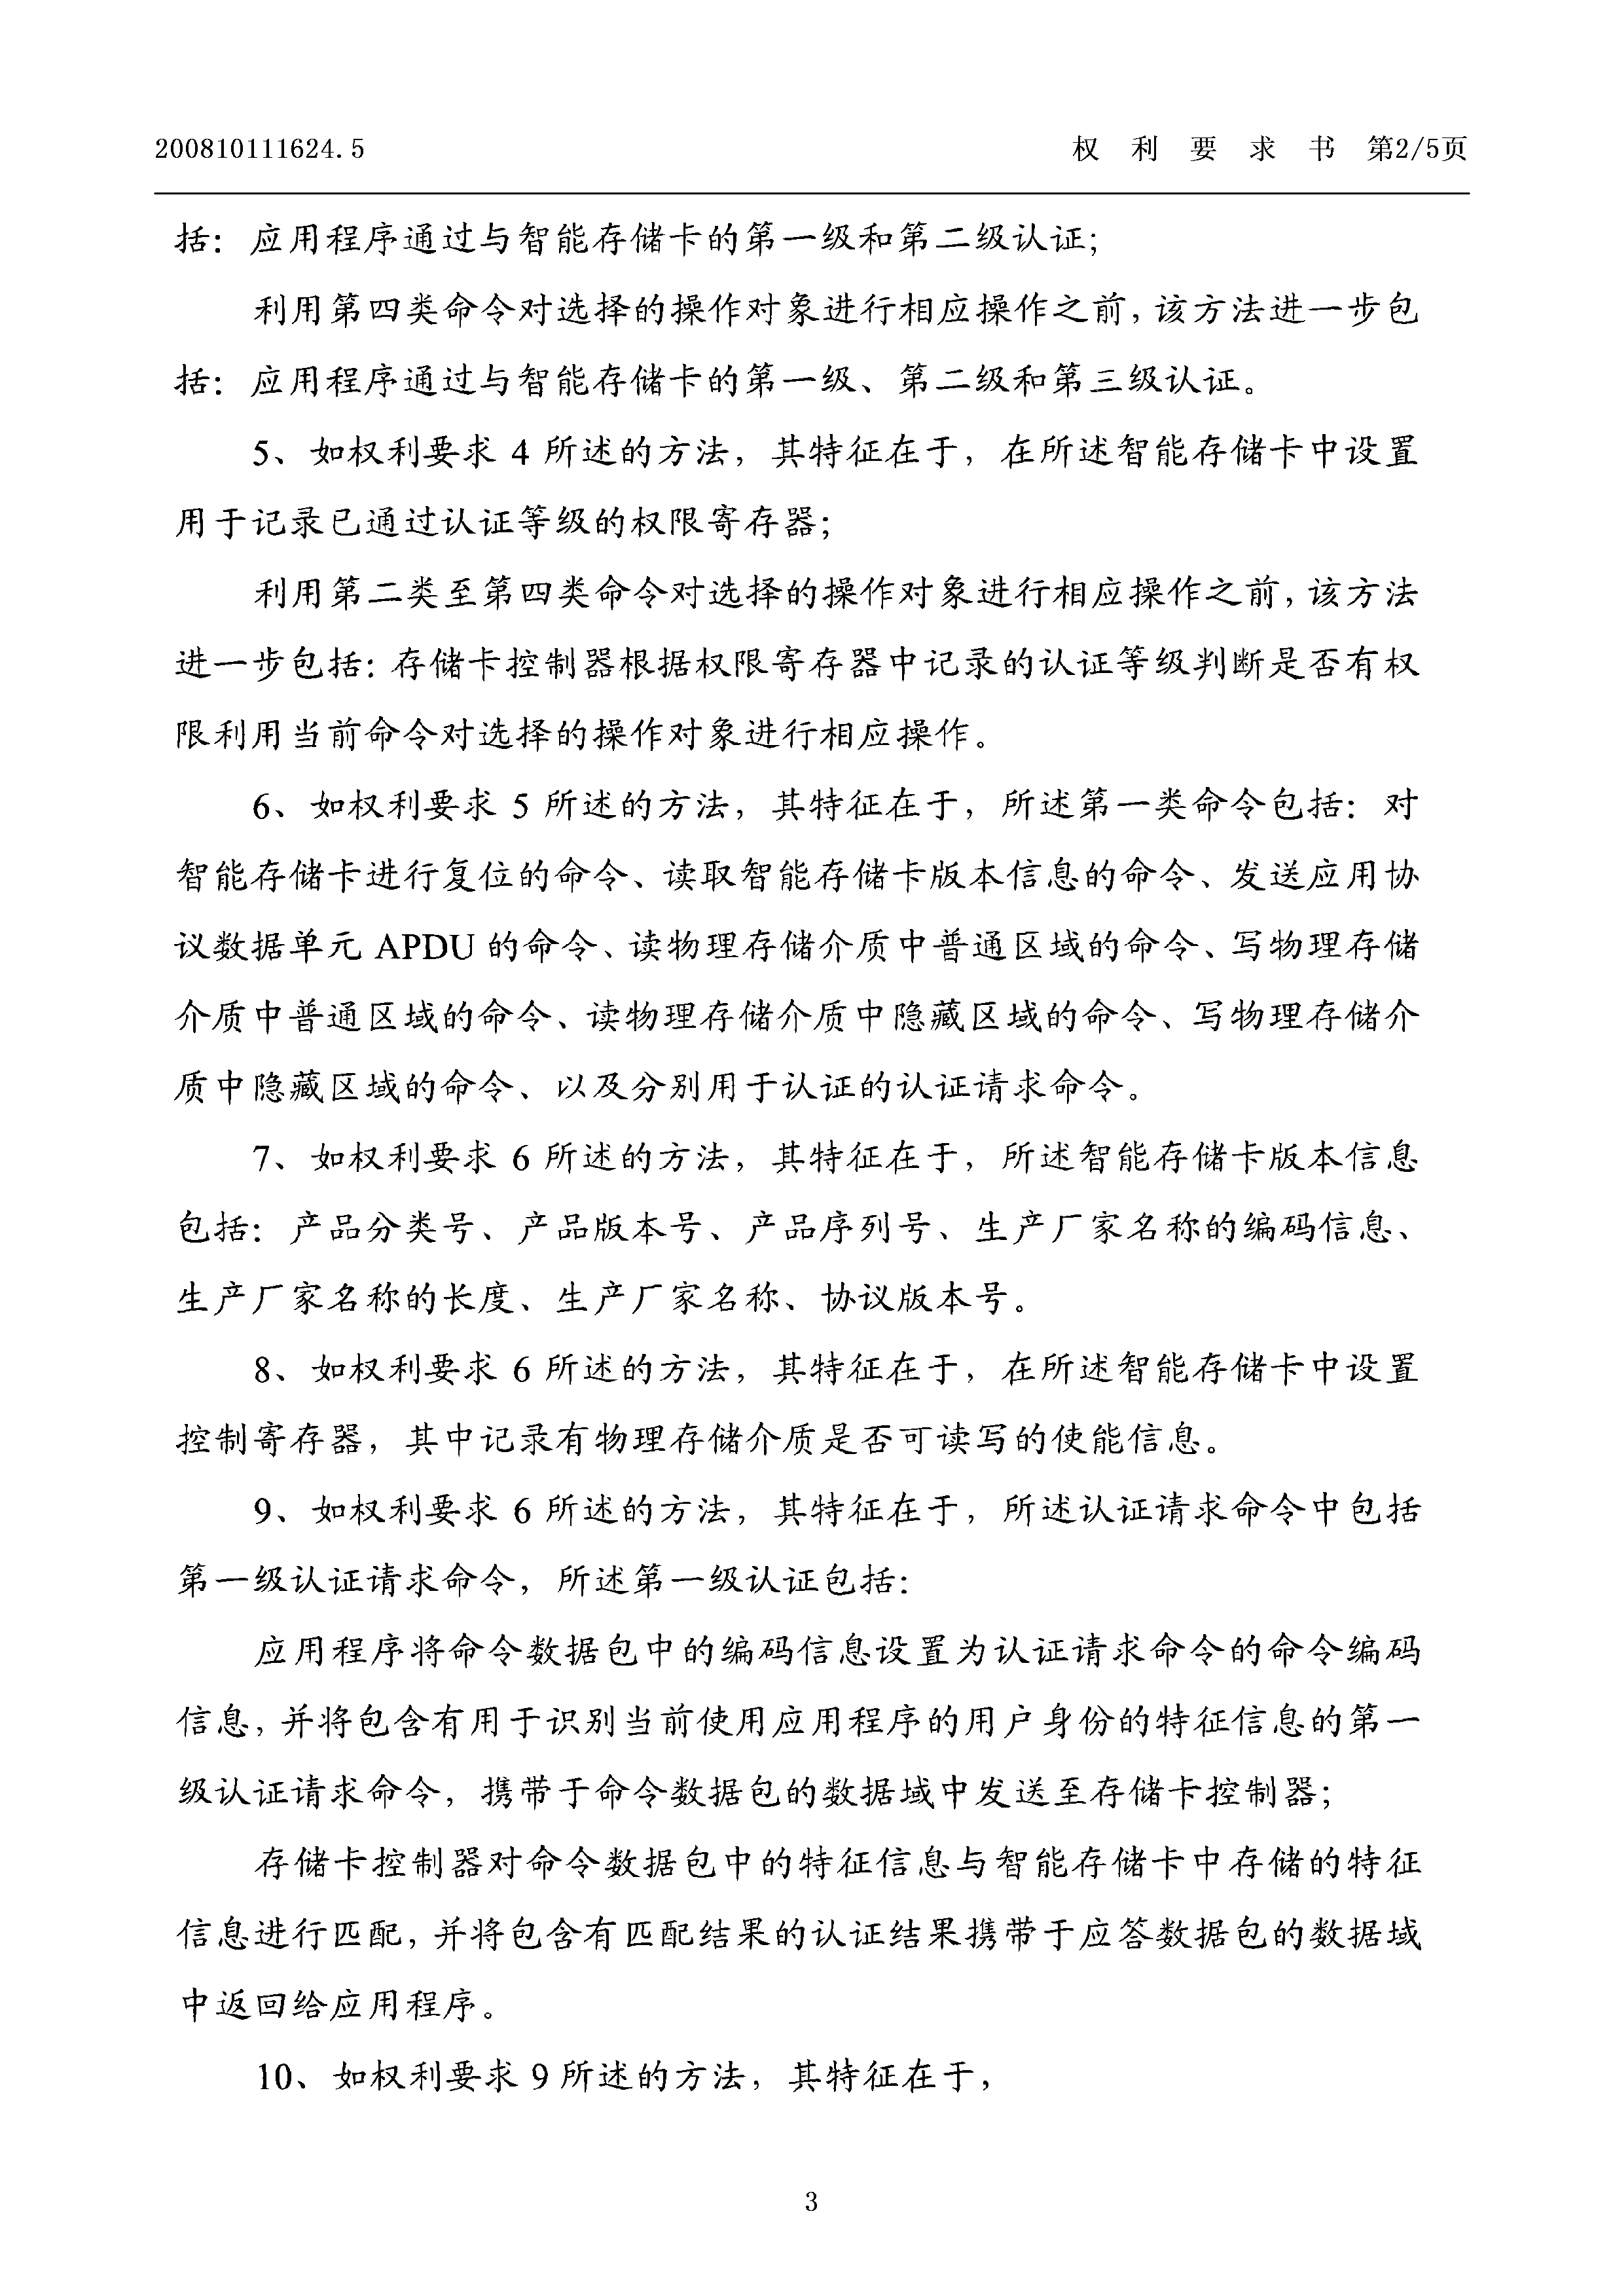 200810111624.5 权利要求书 第2/5页
括：应用程序通过与智能存储卡的第一级和第二级认证；
利用第四类命令对选择的操作对象进行相应操作之前，该方法进一步包
括：应用程序通过与智能存储卡的第一级、第二级和第三级认证。
5、如权利要求 4 所述的方法，其特征在于，在所述智能存储卡中设置
用于记录已通过认证等级的权限寄存器；
利用第二类至第四类命令对选择的操作对象进行相应操作之前，该方法
进一步包括：存储卡控制器根据权限寄存器中记录的认证等级判断是否有权
限利用当前命令对选择的操作对象进行相应操作。
6、如权利要求 5 所述的方法，其特征在于，所述第一类命令包括：对
智能存储卡进行复位的命令、读取智能存储卡版本信息的命令、发送应用协
议数据单元 APDU 的命令、读物理存储介质中普通区域的命令、写物理存储
介质中普通区域的命令、读物理存储介质中隐藏区域的命令、写物理存储介
质中隐藏区域的命令、以及分别用于认证的认证请求命令。
7、如权利要求 6 所述的方法，其特征在于，所述智能存储卡版本信息
包括：产品分类号、产品版本号、产品序列号、生产厂家名称的编码信息、
生产厂家名称的长度、生产厂家名称、协议版本号。
8、如权利要求 6 所述的方法，其特征在于，在所述智能存储卡中设置
控制寄存器，其中记录有物理存储介质是否可读写的使能信息。
9、如权利要求 6 所述的方法，其特征在于，所述认证请求命令中包括
第一级认证请求命令，所述第一级认证包括：
应用程序将命令数据包中的编码信息设置为认证请求命令的命令编码
信息，并将包含有用于识别当前使用应用程序的用户身份的特征信息的第一
级认证请求命令，携带于命令数据包的数据域中发送至存储卡控制器；
存储卡控制器对命令数据包中的特征信息与智能存储卡中存储的特征
信息进行匹配，并将包含有匹配结果的认证结果携带于应答数据包的数据域
中返回给应用程序。
10、如权利要求 9 所述的方法，其特征在于，
3